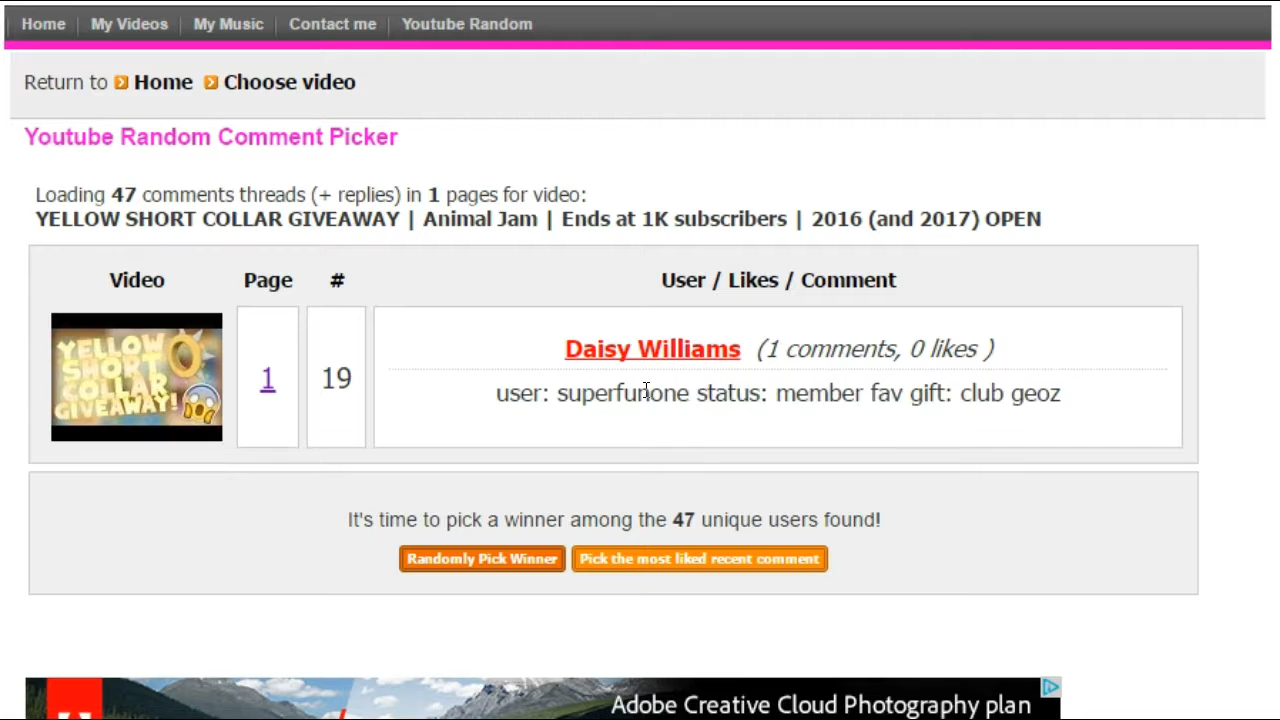 Home My Videos My Music Contact me Youtube Random
Return to Home Choose video
Youtube Random Comment Picker
Loading 47 comments threads (+ replies) in 1 pages for video:
YELLOW SHORT COLLAR GIVEAWAY | Animal Jam | Ends at 1K subscribers | 2016 (and 2017) OPEN
Video Page # User / Likes / Comment
YELLOW
SHORT
COLLAR
GIVEAWAY!
1
19
Daisy Williams (1 comments, 0 likes )
user: superfunone status: member fav gift: club geoz
It's time to pick a winner among the 47 unique users found!
Randomly Pick Winner Pick the most liked recent comment
Adobe Creative Cloud Photography plan